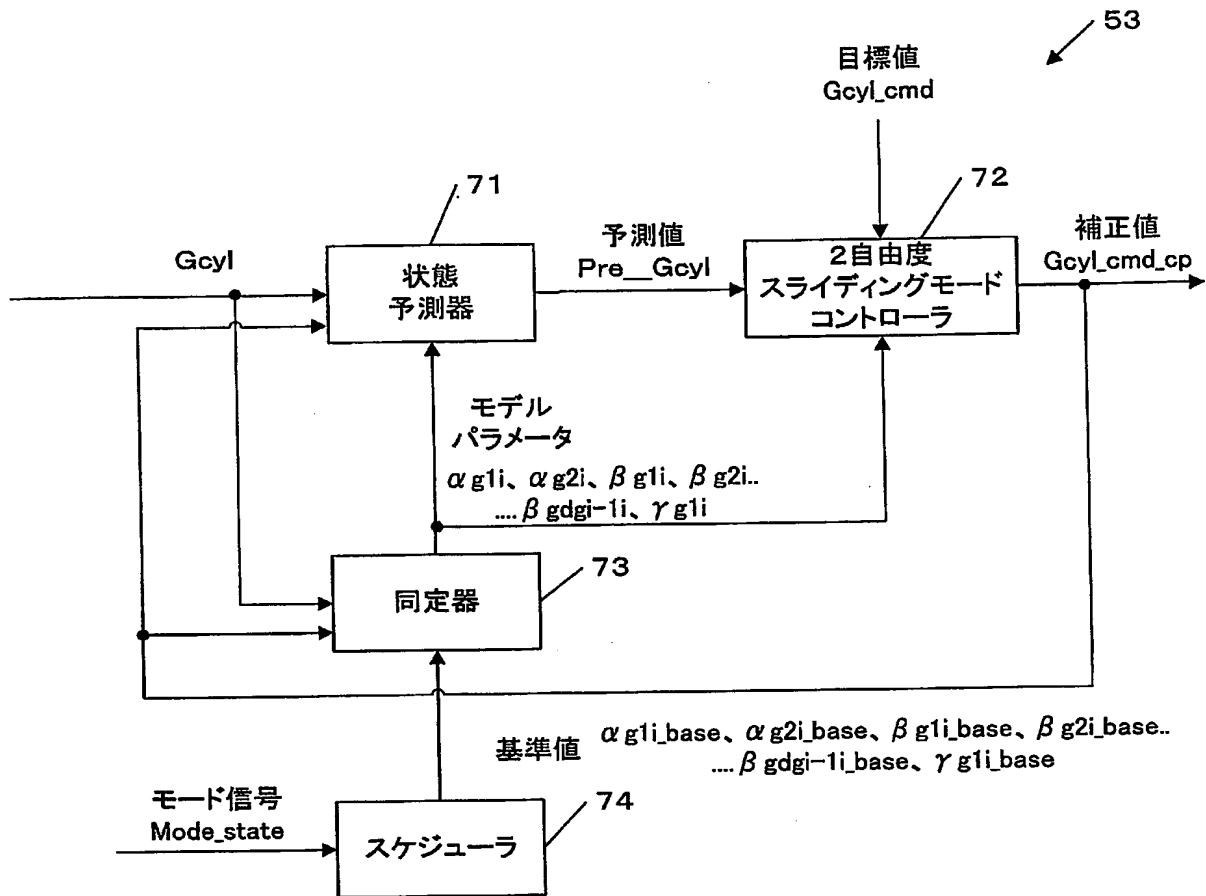 53
目標値
Gcyl_cmd
71
72
Gcyl
状態
予測器
予測値
Pre__Gcyl
2自由度
スライディングモード
コントローラ
補正値
Gcyl_cmd_cp
モデル
パラメータ
αg1i、αg2i、βg1i、βg2i..
....βgdgi-1i、γg1i
73
同定器
基準値
αg1i_base、αg2i_base、βg1i_base、βg2i_base..
....βgdgi-1i_base、γg1i_base
モード信号
Mode_state
74
スケジューラ